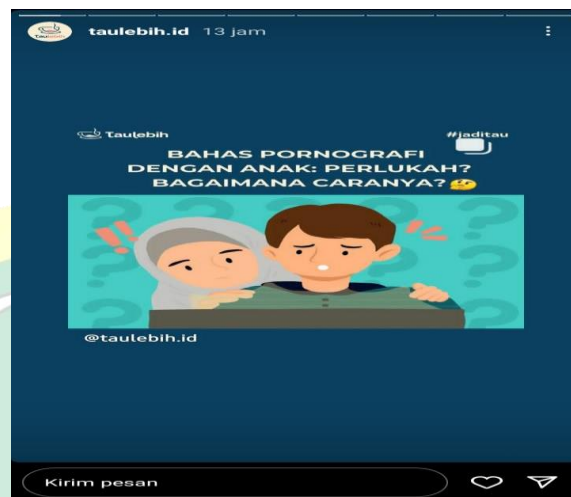 taulebih.id 13 jam
Taulebih #jaditau
BAHAS PORNOGRAFI
DENGAN ANAK: PERLUKAH?
BAGAIMANA CARANYA?🤔
@taulebih.id
Kirim pesan